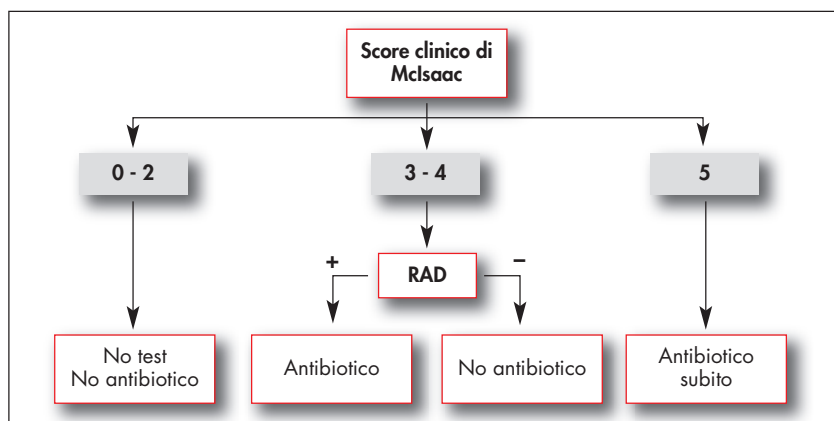 Score clinico di
McIsaac
0 - 2
3 - 4
5
+
RAD
–
No test
No antibiotico
Antibiotico
No antibiotico
Antibiotico
subito